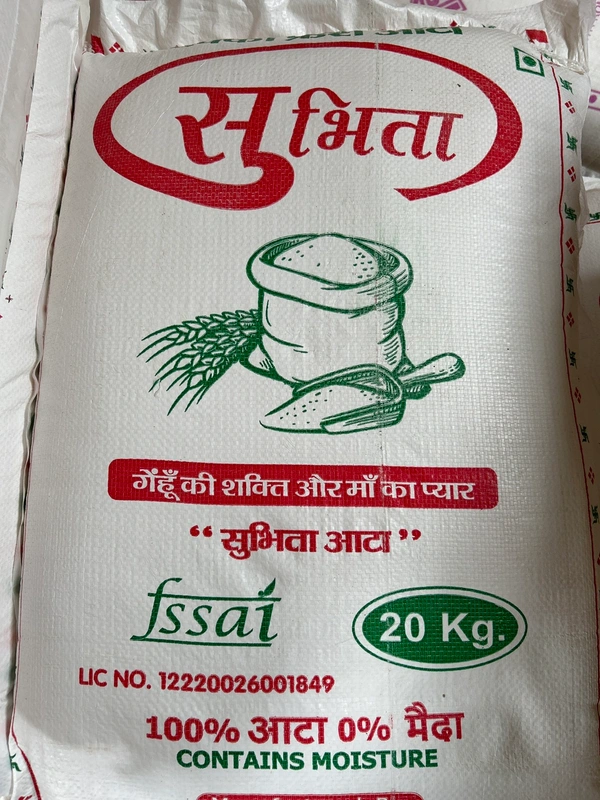 सुभिता
गेंहूँ की शक्ति और माँ का प्यार
“ सुभिता आटा ”
fssai
20 Kg.
LIC NO. 12220026001849
100% आटा 0% मैदा
CONTAINS MOISTURE